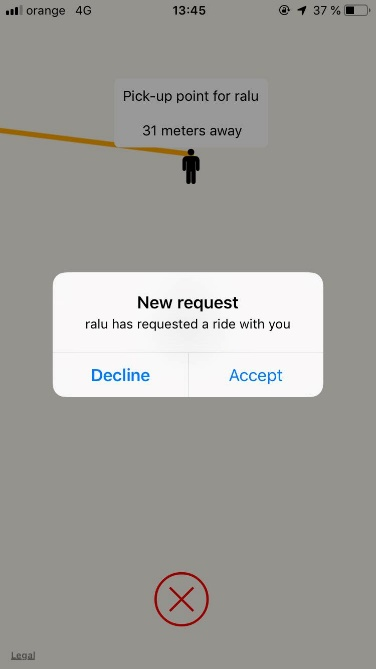 orange 4G 13:45 37 %
Pick-up point for ralu
31 meters away
New request
ralu has requested a ride with you
Decline Accept
Legal